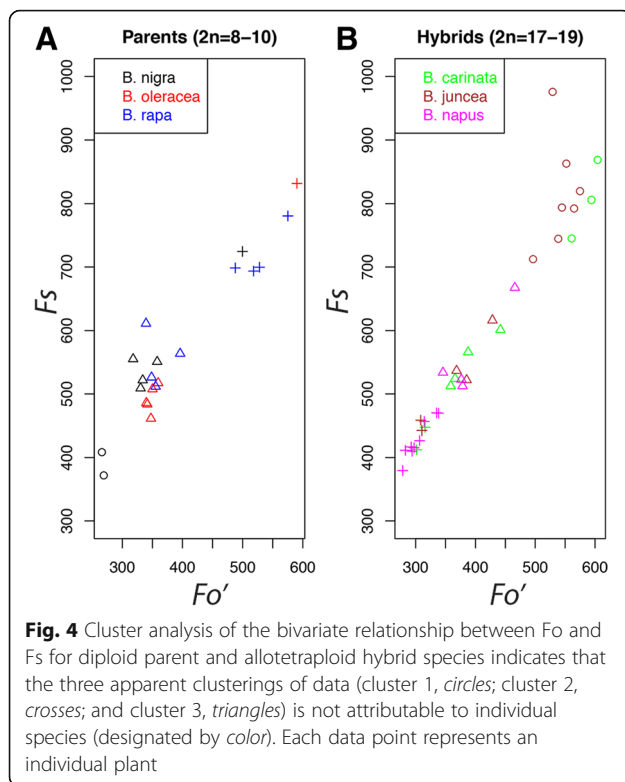 A Parents (2n=8–10)
B. nigra
B. oleracea
B. rapa
Fs
1000
900
800
700
600
500
400
300
300 400 500 600
Fo'
B Hybrids (2n=17–19)
B. carinata
B. juncea
B. napus
1000
900
800
700
600
500
400
300
300 400 500 600
Fo'
Fig. 4 Cluster analysis of the bivariate relationship between Fo and
Fs for diploid parent and allotetraploid hybrid species indicates that
the three apparent clusterings of data (cluster 1, circles; cluster 2,
crosses; and cluster 3, triangles) is not attributable to individual
species (designated by color). Each data point represents an
individual plant